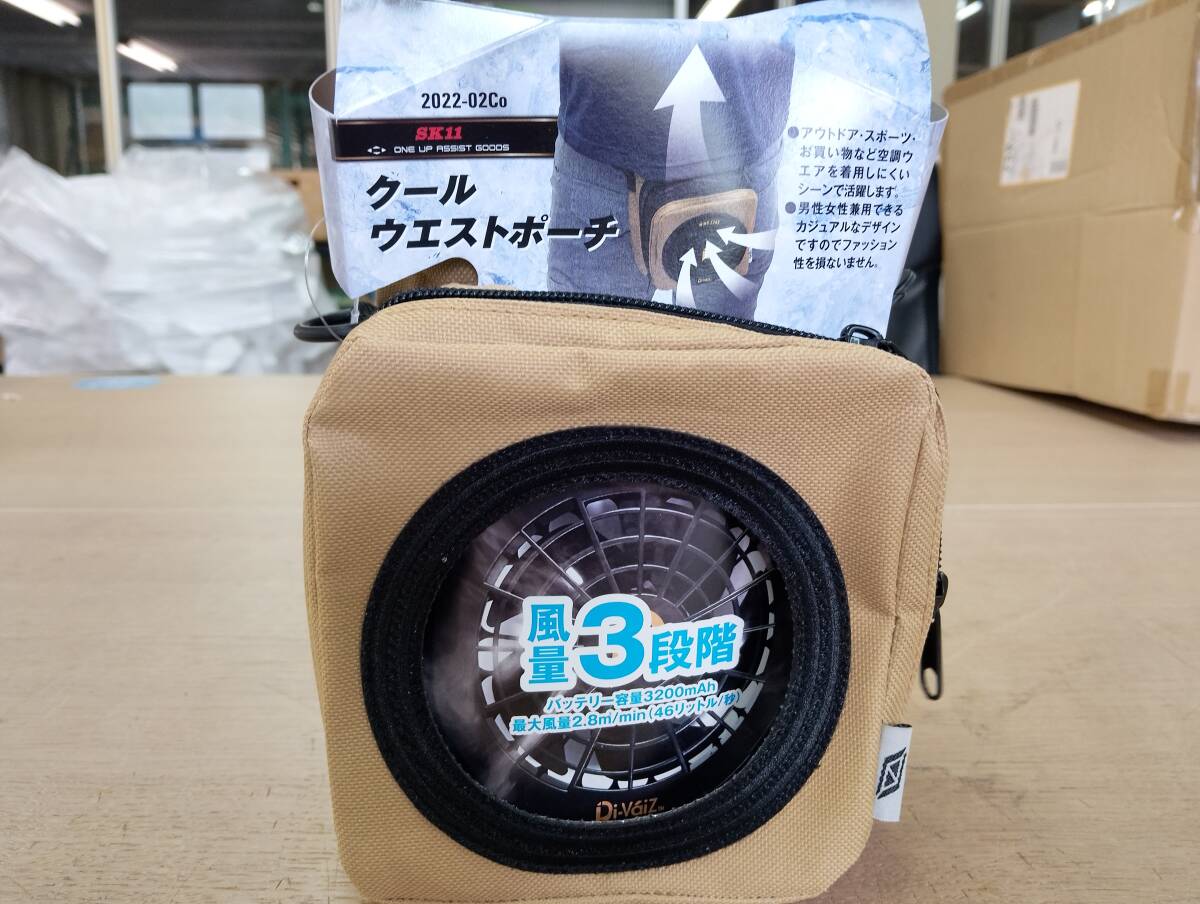 2022-02Co
SK11
ONE UP ASSIST GOODS
クール
ウエストポーチ
●アウトドア・スポーツ・
お買い物など空調ウ
エアを着用しにくい
シーンで活躍します。
●男性女性兼用できる
カジュアルなデザイン
ですのでファッション
性を損ないません。
風量3段階
バッテリー容量3200mAh
最大風量2.8㎥/min(46リットル/秒)
Di-VaiZ™